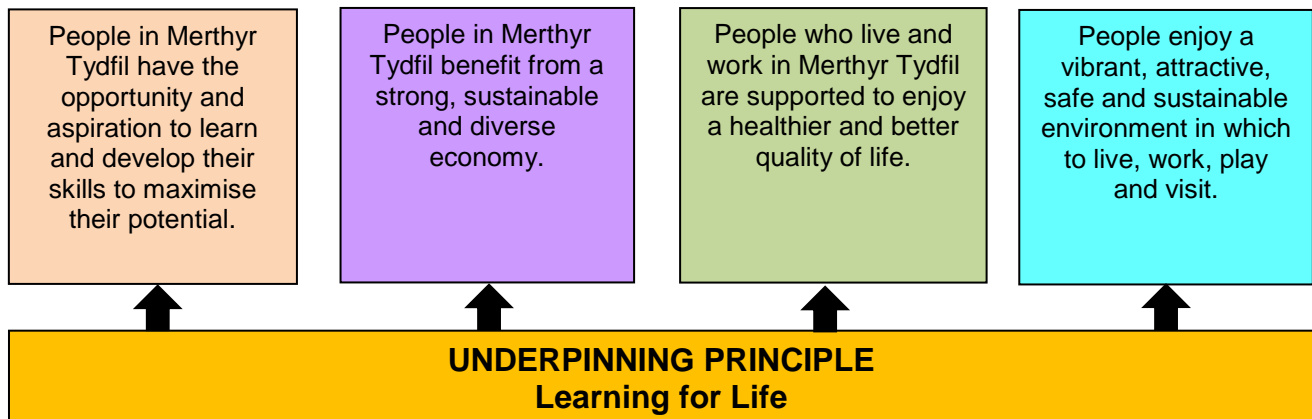 People in Merthyr
Tydfil have the
opportunity and
aspiration to learn
and develop their
skills to maximise
their potential.
People in Merthyr
Tydfil benefit from a
strong, sustainable
and diverse
economy.
People who live and
work in Merthyr Tydfil
are supported to enjoy
a healthier and better
quality of life.
People enjoy a
vibrant, attractive,
safe and sustainable
environment in which
to live, work, play
and visit.
UNDERPINNING PRINCIPLE
Learning for Life